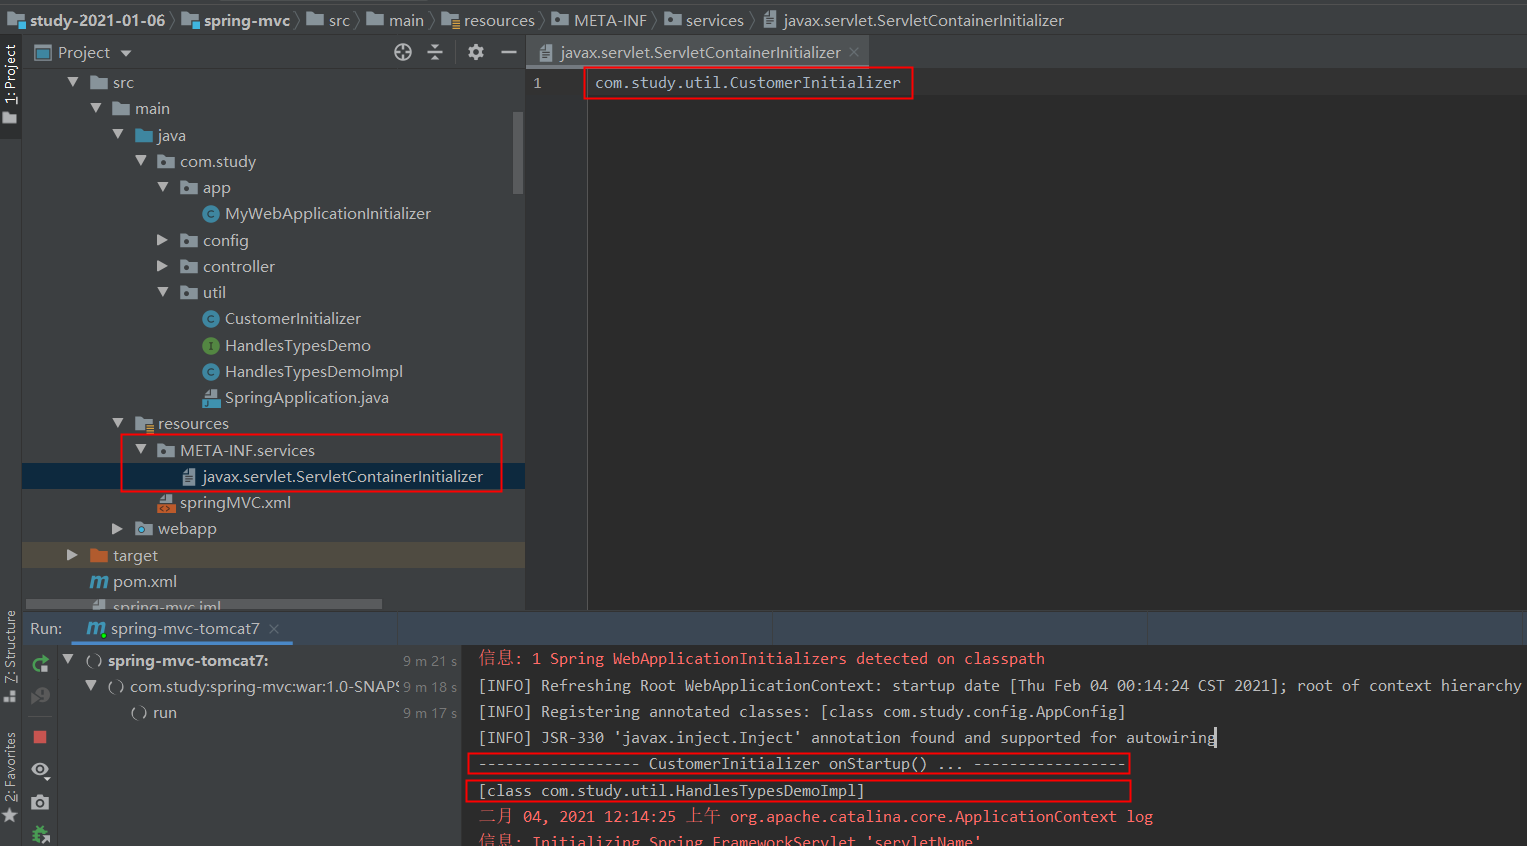 study-2021-01-06 spring-mvc src main resources META-INF services javax.servlet.ServletContainerInitializer
1: Project
Project
javax.servlet.ServletContainerInitializer
1 com.study.util.CustomerInitializer
src
main
java
com.study
app
MyWebApplicationInitializer
config
controller
util
CustomerInitializer
HandlesTypesDemo
HandlesTypesDemoImpl
SpringApplication.java
resources
META-INF.services
javax.servlet.ServletContainerInitializer
springMVC.xml
webapp
target
pom.xml
spring-mvc.iml
7: Structure
2: Favorites
Run: spring-mvc-tomcat7
spring-mvc-tomcat7: 9 m 21 s
com.study:spring-mvc:war:1.0-SNAPS 9 m 18 s
run 9 m 17 s
信息: 1 Spring WebApplicationInitializers detected on classpath
[INFO] Refreshing Root WebApplicationContext: startup date [Thu Feb 04 00:14:24 CST 2021]; root of context hierarchy
[INFO] Registering annotated classes: [class com.study.config.AppConfig]
[INFO] JSR-330 'javax.inject.Inject' annotation found and supported for autowiring
------------------ CustomerInitializer onStartup() ... -----------------
[class com.study.util.HandlesTypesDemoImpl]
二月 04, 2021 12:14:25 上午 org.apache.catalina.core.ApplicationContext log
信息: Initializing Spring FrameworkServlet 'servletName'